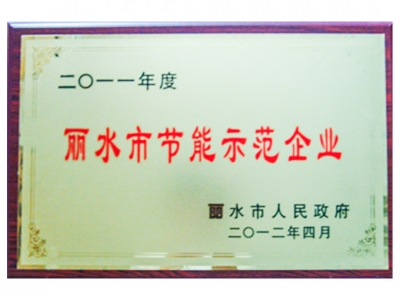 二〇一一年度
丽水市节能示范企业
丽水市人民政府
二〇一二年四月